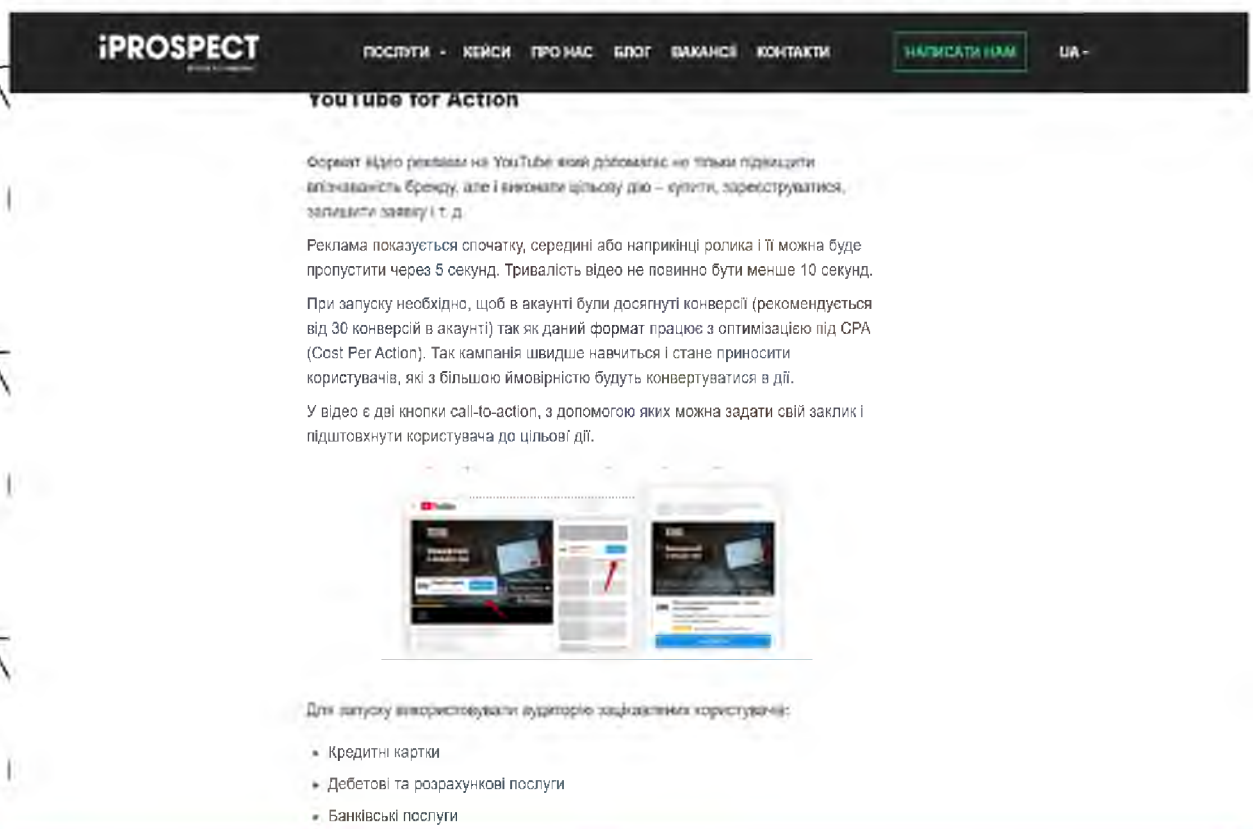 iPROSPECT
ПОСЛУГИ КЕЙСИ ПРО НАС БЛОГ ВАКАНСІЇ КОНТАКТИ НАПИСАТИ НАМ UA
YouTube for Action
Формат відео реклами на YouTube який допомагає не тільки підвищити
впізнаваність бренду, але і виконати цільову дію – купити, зареєструватися,
залишити заявку і т. д.
Реклама показується спочатку, середині або наприкінці ролика і її можна буде
пропустити через 5 секунд. Тривалість відео не повинно бути менше 10 секунд.
При запуску необхідно, щоб в акаунті були досягнуті конверсії (рекомендується
від 30 конверсій в акаунті) так як даний формат працює з оптимізацією під CPA
(Cost Per Action). Так кампанія швидше навчиться і стане приносити
користувачів, які з більшою ймовірністю будуть конвертуватися в дії.
У відео є дві кнопки call-to-action, з допомогою яких можна задати свій заклик і
підштовхнути користувача до цільової дії.
Для запуску використовували аудиторію зацікавлених користувачів:
• Кредитні картки
• Дебетові та розрахункові послуги
• Банківські послуги